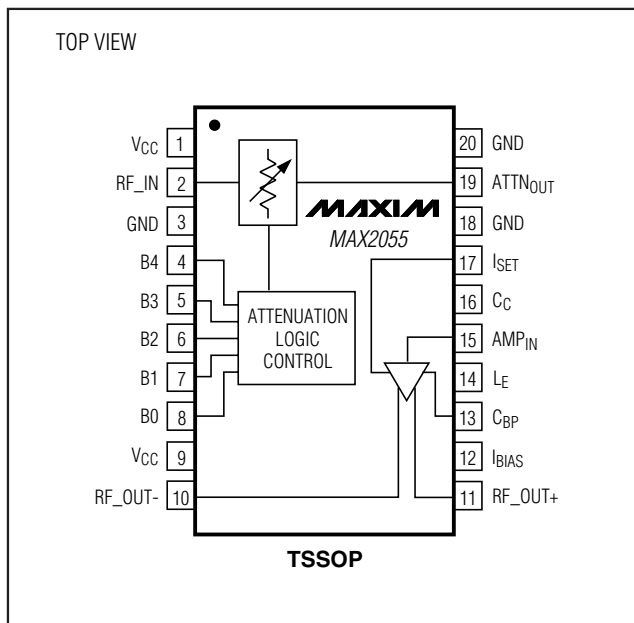 TOP VIEW
VCC 1
RF_IN 2
GND 3
B4 4
B3 5
B2 6
B1 7
B0 8
VCC 9
RF_OUT- 10
MAXIM
MAX2055
ATTENUATION
LOGIC
CONTROL
20 GND
19 ATTNOUT
18 GND
17 ISET
16 CC
15 AMPIN
14 LE
13 CBP
12 IBIAS
11 RF_OUT+
TSSOP